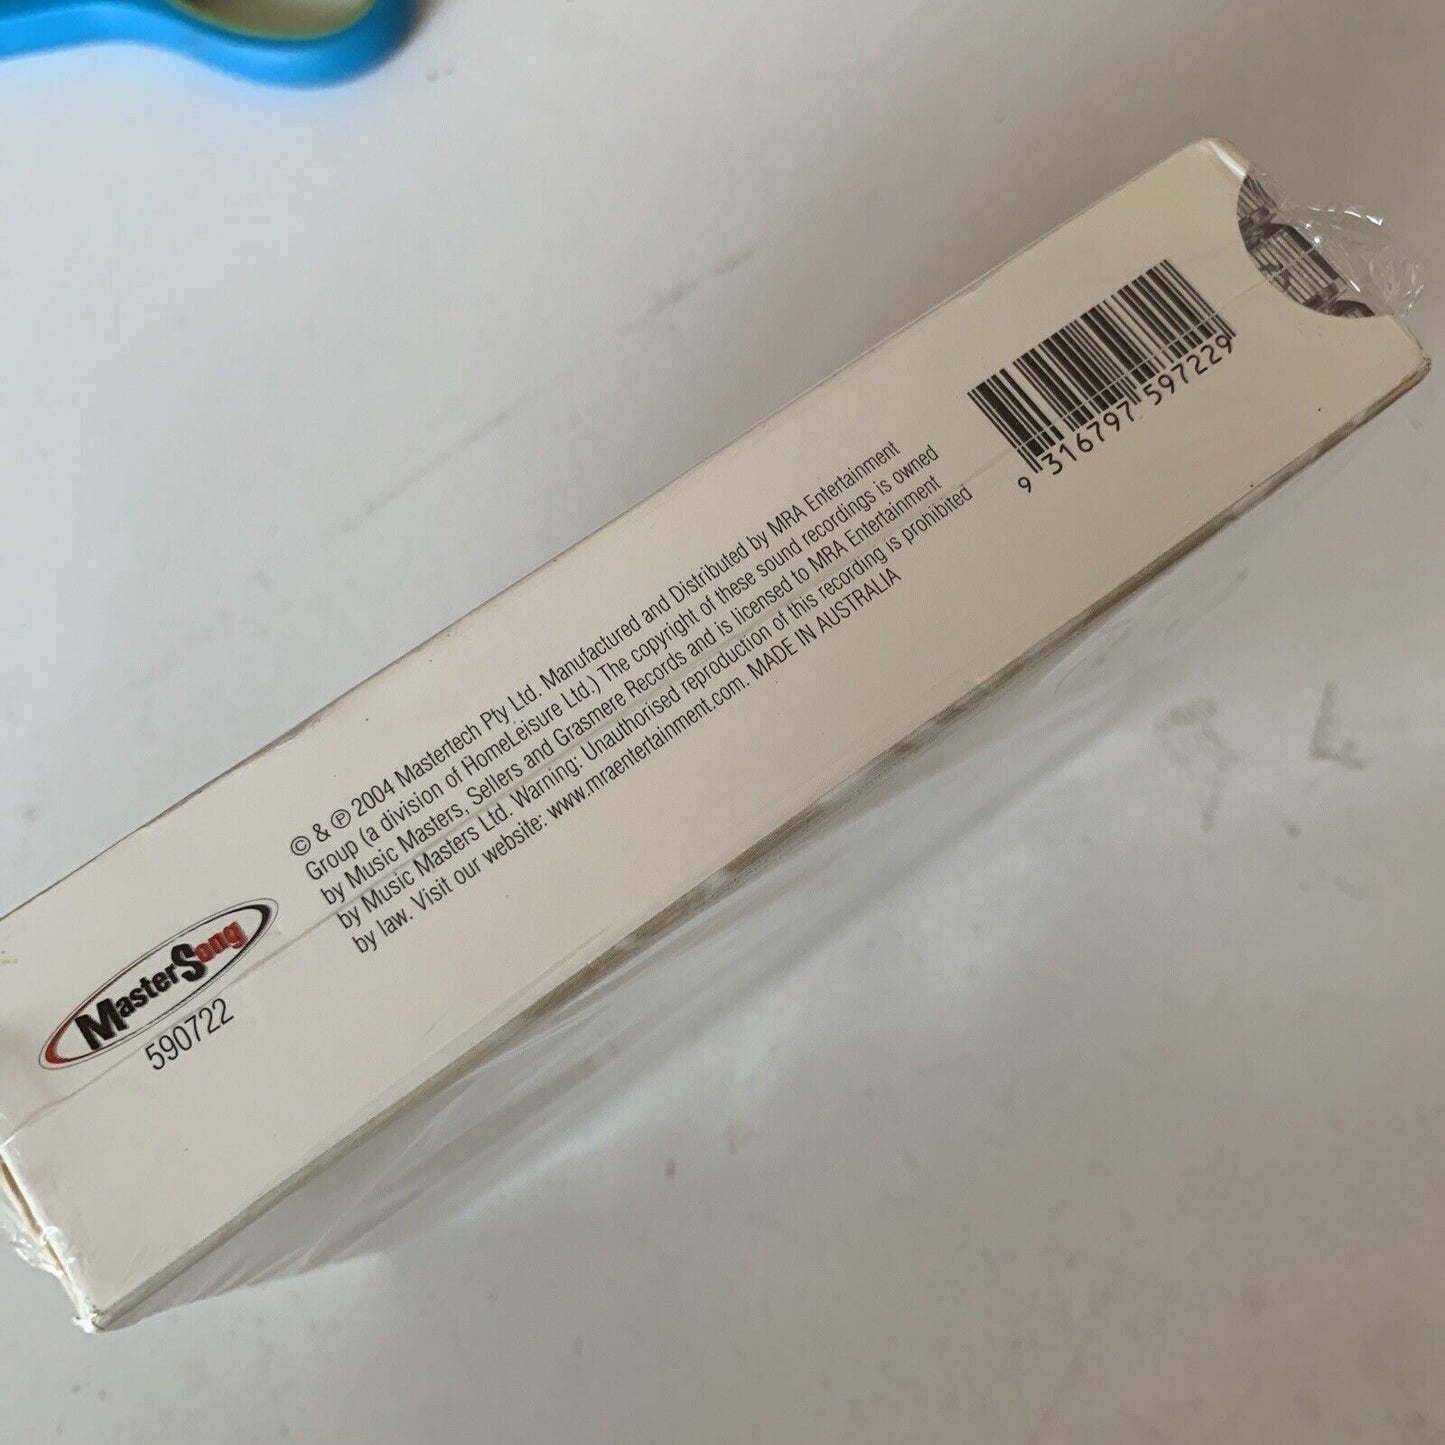 MasterSong
590722
© & ℗ 2004 Mastertech Pty Ltd. Manufactured and Distributed by MRA Entertainment
Group (a division of HomeLeisure Ltd.) The copyright of these sound recordings is owned
by Music Masters, Sellers and Grasmere Records and is licensed to MRA Entertainment
by Music Masters Ltd. Warning: Unauthorised reproduction of this recording is prohibited
by law. Visit our website: www.mraentertainment.com. MADE IN AUSTRALIA
9 316797 597229